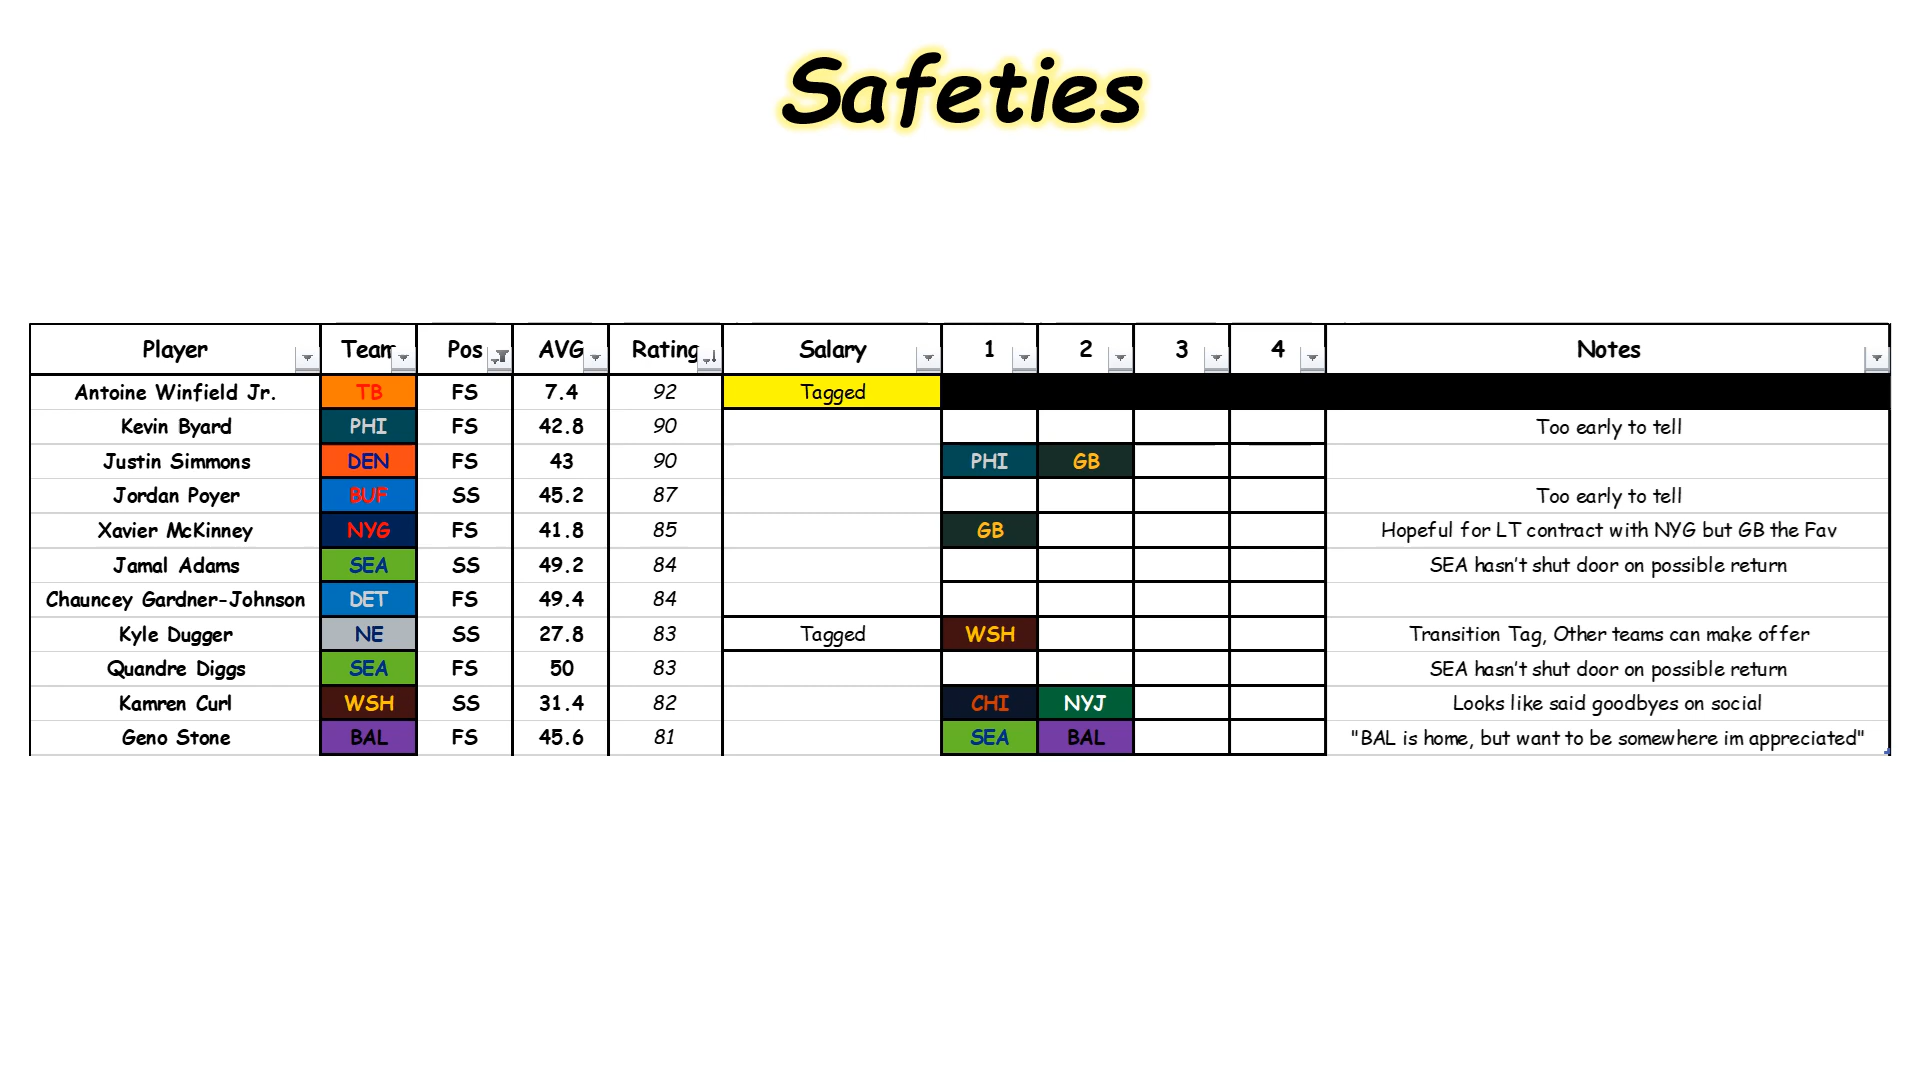 Safeties
Player Team Pos AVG Rating Salary 1 2 3 4 Notes
Antoine Winfield Jr. TB FS 7.4 92 Tagged
Kevin Byard PHI FS 42.8 90 Too early to tell
Justin Simmons DEN FS 43 90 PHI GB
Jordan Poyer BUF SS 45.2 87 Too early to tell
Xavier McKinney NYG FS 41.8 85 GB Hopeful for LT contract with NYG but GB the Fav
Jamal Adams SEA SS 49.2 84 SEA hasn't shut door on possible return
Chauncey Gardner-Johnson DET FS 49.4 84
Kyle Dugger NE SS 27.8 83 Tagged WSH Transition Tag, Other teams can make offer
Quandre Diggs SEA FS 50 83 SEA hasn't shut door on possible return
Kamren Curl WSH SS 31.4 82 CHI NYJ Looks like said goodbyes on social
Geno Stone BAL FS 45.6 81 SEA BAL "BAL is home, but want to be somewhere im appreciated"